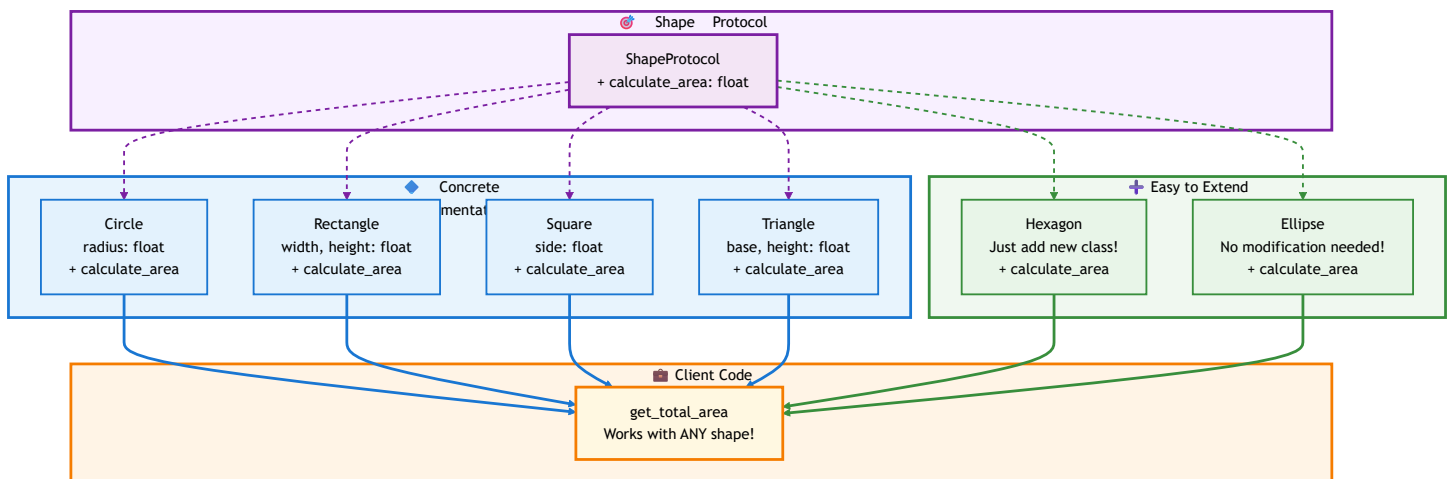 Shape Protocol
ShapeProtocol
+ calculate_area: float
Concrete
Easy to Extend
Circle
radius: float
+ calculate_area
Rectangle
width, height: float
+ calculate_area
Square
side: float
+ calculate_area
Triangle
base, height: float
+ calculate_area
Hexagon
Just add new class!
+ calculate_area
Ellipse
No modification needed!
+ calculate_area
Client Code
get_total_area
Works with ANY shape!